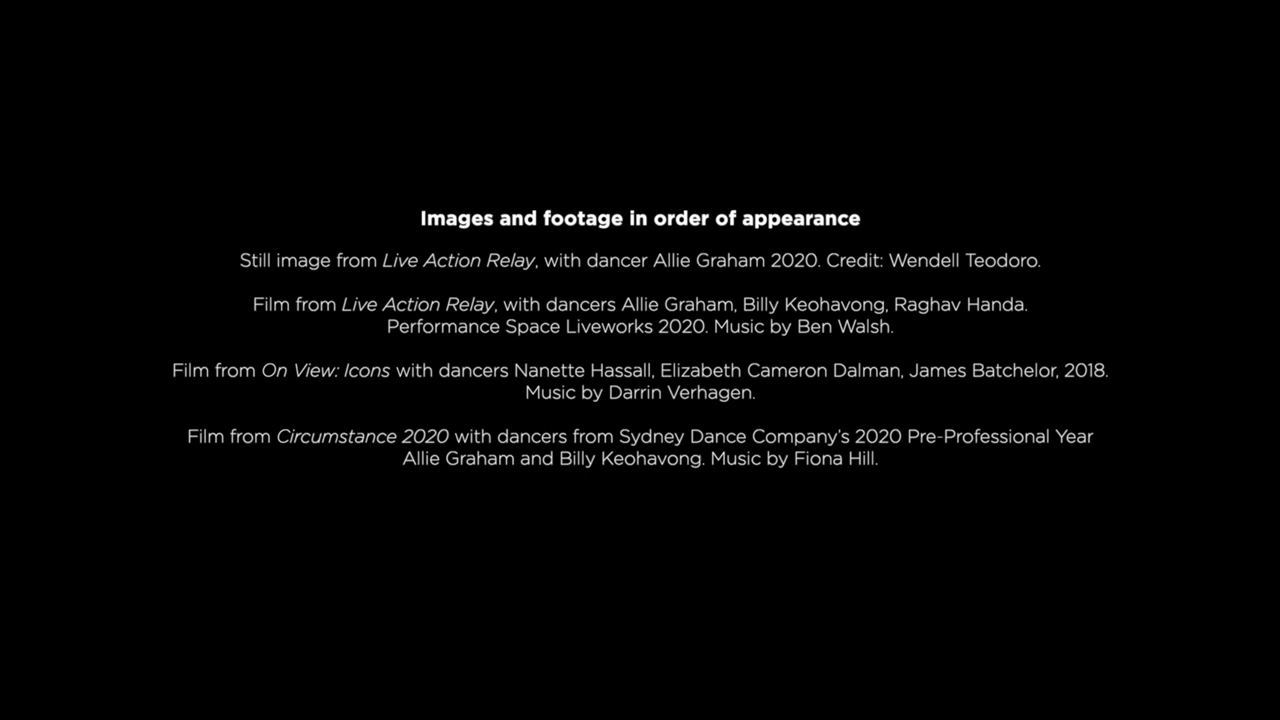 Images and footage in order of appearance
Still image from Live Action Relay, with dancer Allie Graham 2020. Credit: Wendell Teodoro.
Film from Live Action Relay, with dancers Allie Graham, Billy Keohavong, Raghav Handa.
Performance Space Liveworks 2020. Music by Ben Walsh.
Film from On View: Icons with dancers Nanette Hassall, Elizabeth Cameron Dalman, James Batchelor, 2018.
Music by Darrin Verhagen.
Film from Circumstance 2020 with dancers from Sydney Dance Company’s 2020 Pre-Professional Year
Allie Graham and Billy Keohavong. Music by Fiona Hill.